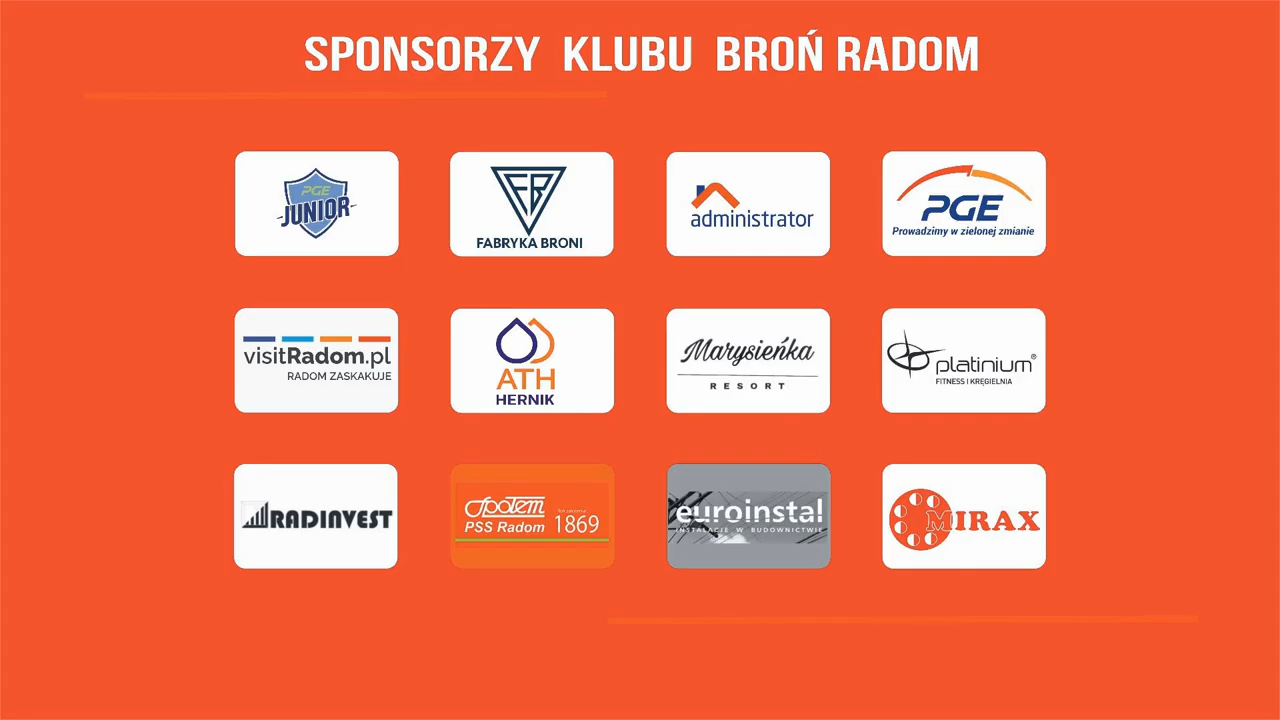 SPONSORZY KLUBU BROŃ RADOM
PGE
JUNIOR
FB
FABRYKA BRONI
administrator
PGE
Prowadzimy w zielonej zmianie
visitRadom.pl
RADOM ZASKAKUJE
ATH
HERNIK
Marysieńka
RESORT
platinium®
FITNESS I KRĘGIELNIA
RADINVEST
Społem
PSS Radom
1869
euroinstal
INSTALACJE W BUDOWNICTWIE
MIRAX